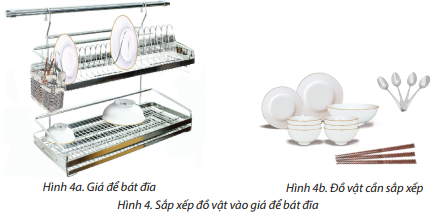 Hình 4a. Giá để bát đĩa
Hình 4b. Đồ vật cần sắp xếp
Hình 4. Sắp xếp đồ vật vào giá để bát đĩa